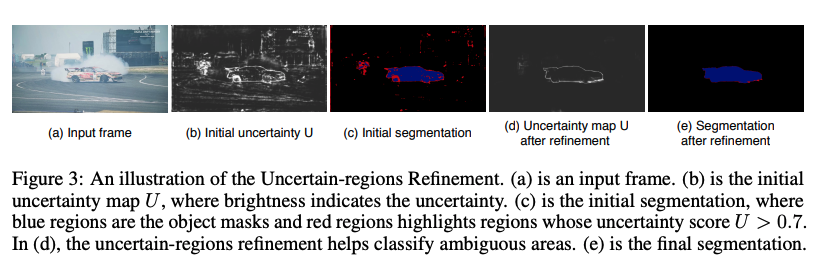 (a) Input frame
(b) Initial uncertainty U
(c) Initial segmentation
(d) Uncertainty map U
after refinement
(e) Segmentation
after refinement
Figure 3: An illustration of the Uncertain-regions Refinement. (a) is an input frame. (b) is the initial
uncertainty map U, where brightness indicates the uncertainty. (c) is the initial segmentation, where
blue regions are the object masks and red regions highlights regions whose uncertainty score U > 0.7.
In (d), the uncertain-regions refinement helps classify ambiguous areas. (e) is the final segmentation.